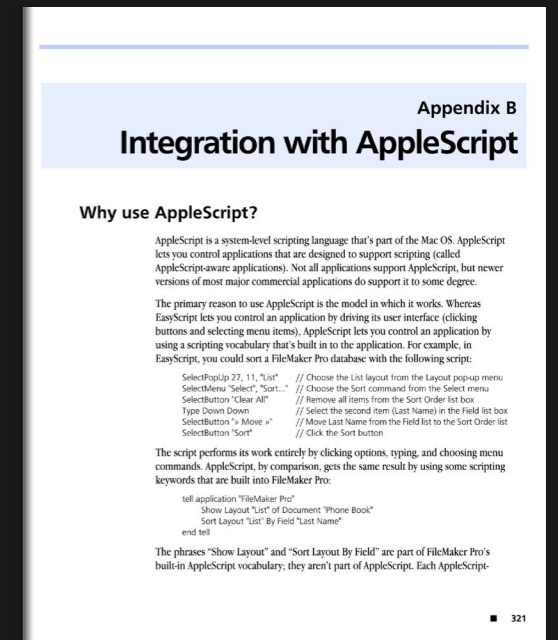 Appendix B
Integration with AppleScript
Why use AppleScript?
AppleScript is a system-level scripting language that's part of the Mac OS. AppleScript
lets you control applications that are designed to support scripting (called
AppleScript-aware applications). Not all applications support AppleScript, but newer
versions of most major commercial applications do support it to some degree.
The primary reason to use AppleScript is the model in which it works. Whereas
EasyScript lets you control an application by driving its user interface (clicking
buttons and selecting menu items), AppleScript lets you control an application by
using a scripting vocabulary that's built in to the application. For example, in
EasyScript, you could sort a FileMaker Pro database with the following script:
SelectPopUp 27, 11, "List" // Choose the List layout from the Layout pop-up menu
SelectMenu "Select", "Sort..." // Choose the Sort command from the Select menu
SelectButton "Clear All" // Remove all items from the Sort Order list box
Type Down Down // Select the second item (Last Name) in the Field list box
SelectButton "» Move »" // Move Last Name from the Field list to the Sort Order list
SelectButton "Sort" // Click the Sort button
The script performs its work entirely by clicking options, typing, and choosing menu
commands. AppleScript, by comparison, gets the same result by using some scripting
keywords that are built into FileMaker Pro:
tell application "FileMaker Pro"
Show Layout "List" of Document "Phone Book"
Sort Layout "List" By Field "Last Name"
end tell
The phrases “Show Layout” and “Sort Layout By Field” are part of FileMaker Pro's
built-in AppleScript vocabulary; they aren't part of AppleScript. Each AppleScript-
■ 321